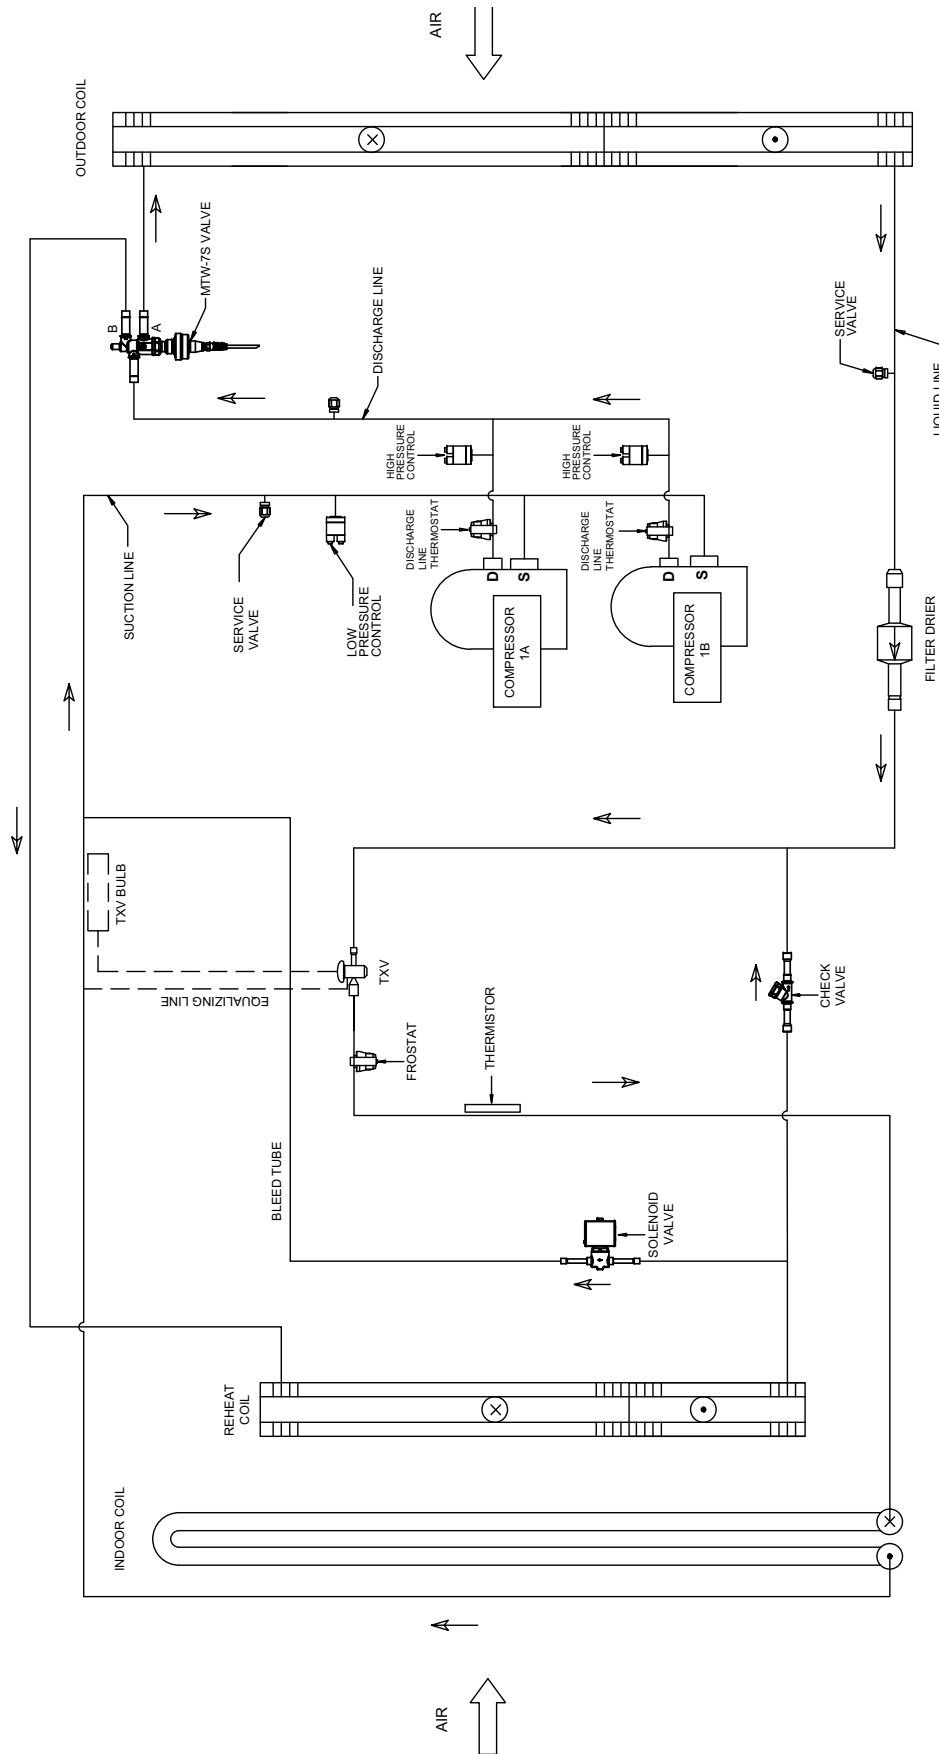 AIR
OUTDOOR COIL
B
A
MTW-7S VALVE
DISCHARGE LINE
SERVICE
VALVE
LIQUID LINE
HIGH
PRESSURE
CONTROL
HIGH
PRESSURE
CONTROL
DISCHARGE
LINE
THERMOSTAT
DISCHARGE
LINE
THERMOSTAT
SUCTION LINE
SERVICE
VALVE
LOW
PRESSURE
CONTROL
D
S
COMPRESSOR
1A
D
S
COMPRESSOR
1B
FILTER DRIER
TXV BULB
EQUALIZING LINE
TXV
FROSTAT
THERMISTOR
CHECK
VALVE
BLEED TUBE
SOLENOID
VALVE
REHEAT
COIL
INDOOR COIL
AIR